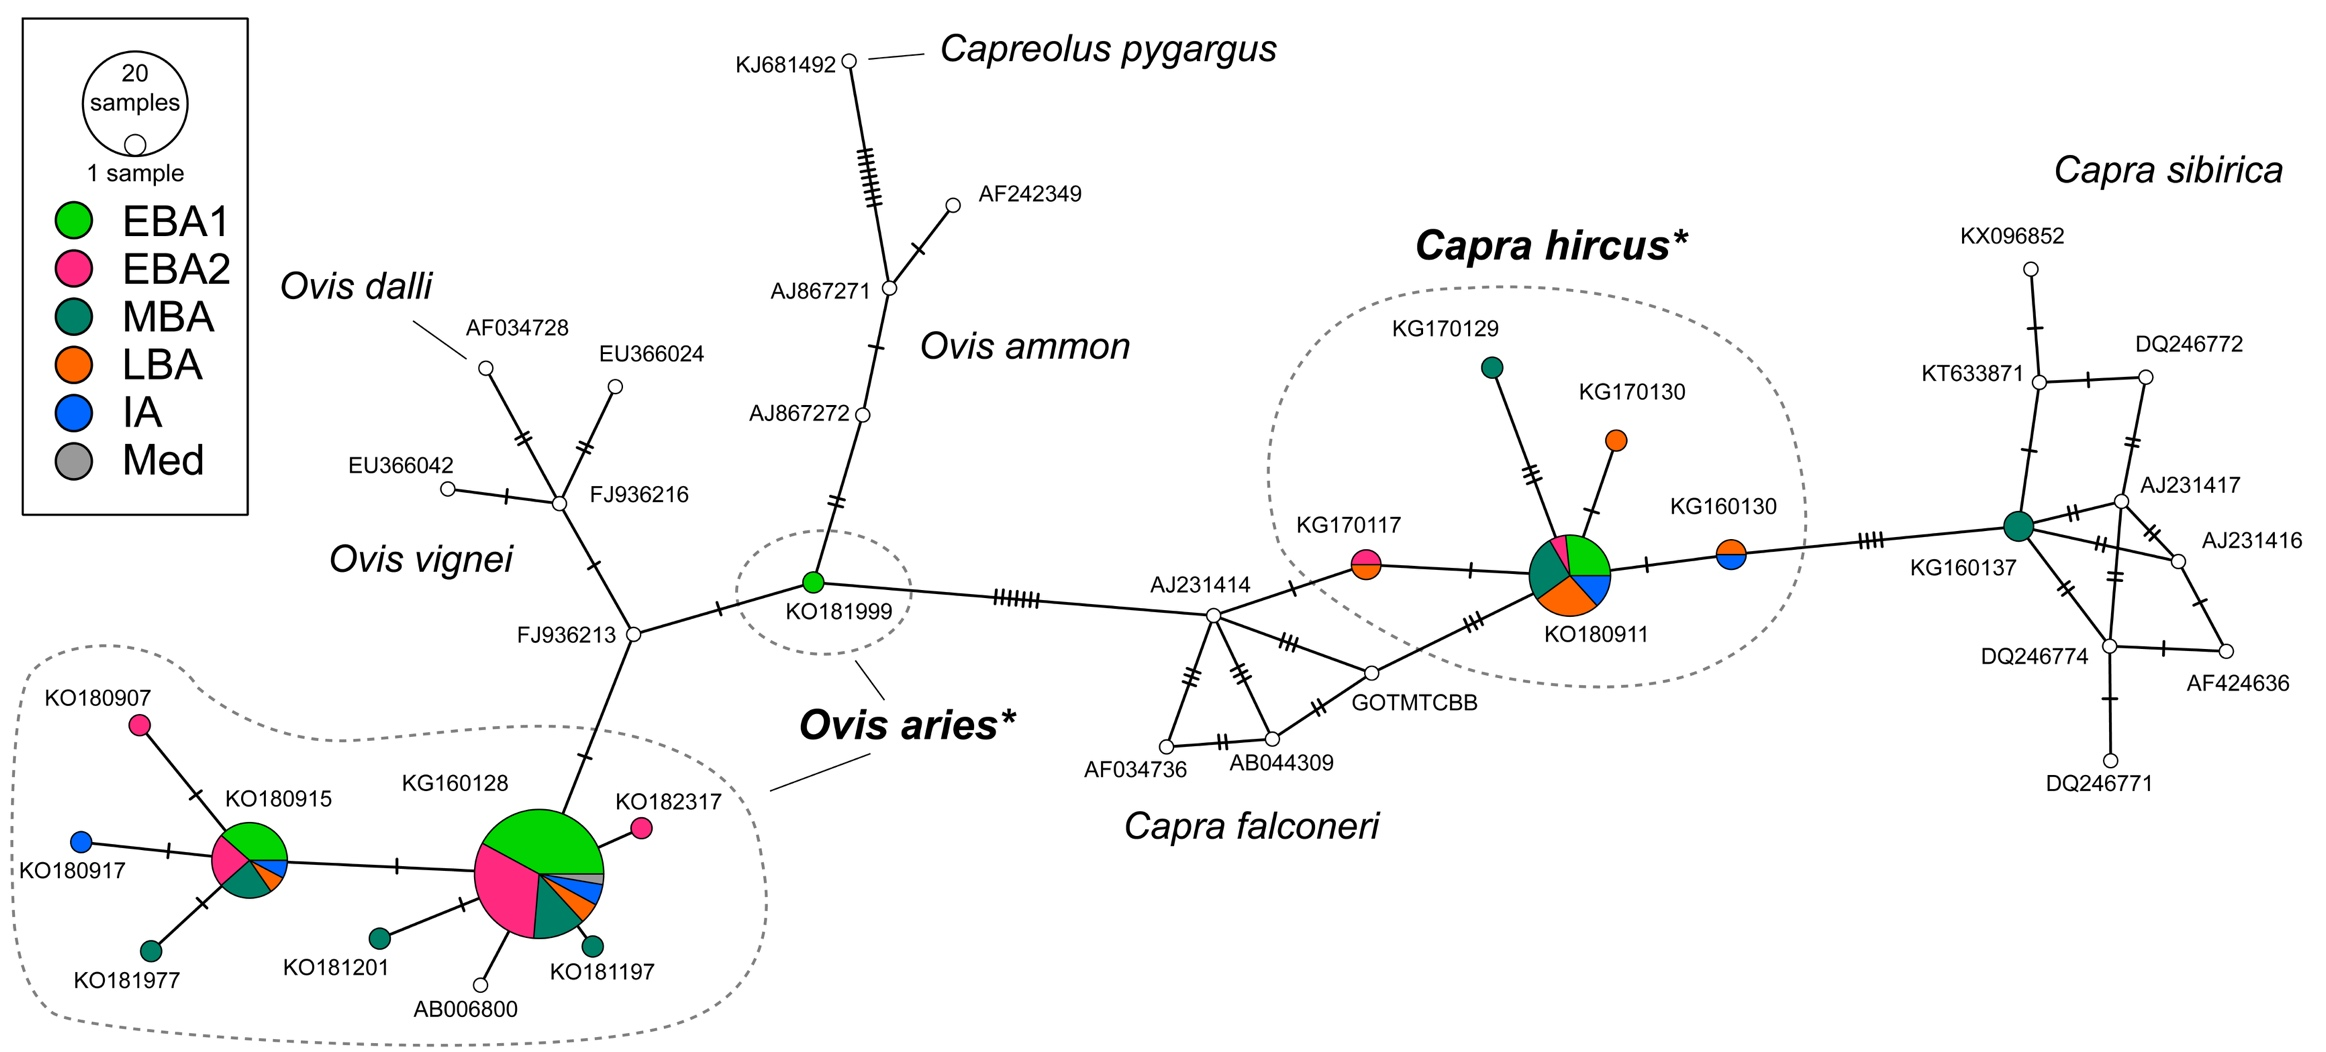 20
samples
1 sample
EBA1
EBA2
MBA
LBA
IA
Med
KJ681492
Capreolus pygargus
AF242349
AJ867271
Ovis ammon
AJ867272
Ovis dalli
AF034728
EU366024
EU366042
FJ936216
Ovis vignei
FJ936213
KO181999
Ovis aries*
KO180907
KO180915
KO180917
KO181977
KG160128
KO182317
KO181201
KO181197
AB006800
AJ231414
AF034736
AB044309
GOTMTCBB
Capra falconeri
Capra hircus*
KG170129
KG170130
KG170117
KG160130
KO180911
Capra sibirica
KX096852
KT633871
DQ246772
AJ231417
AJ231416
KG160137
DQ246774
AF424636
DQ246771